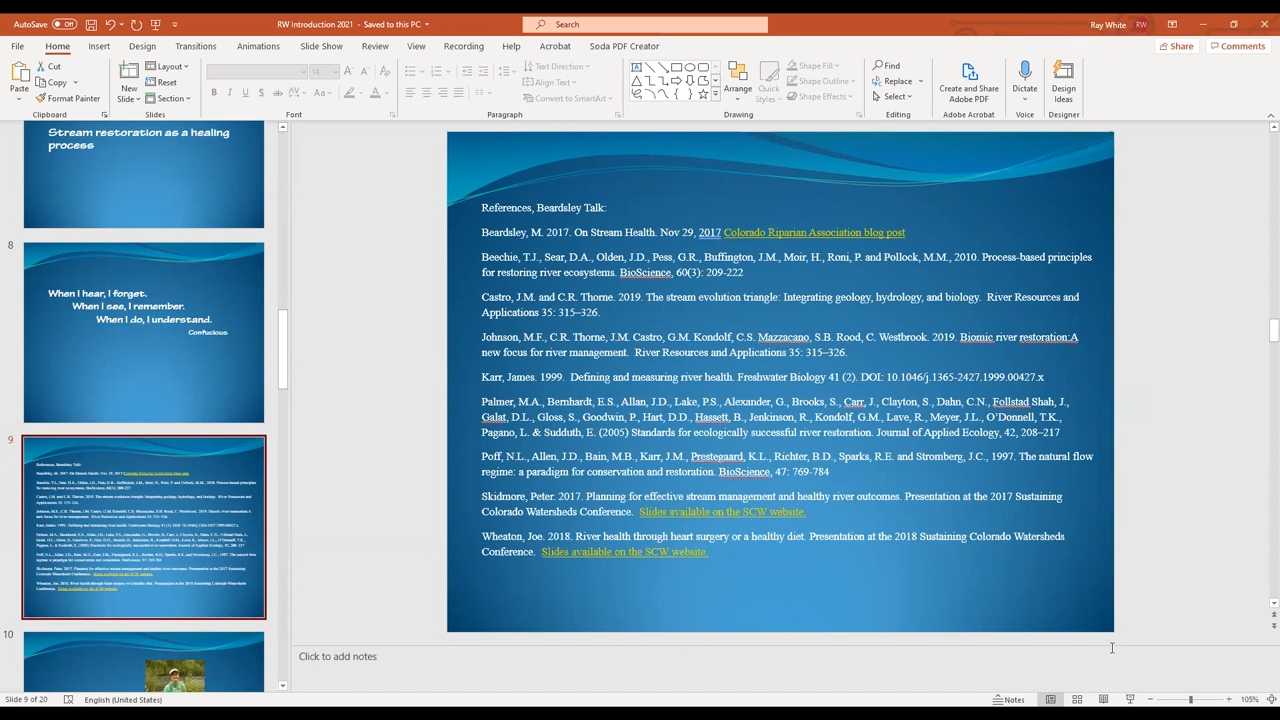 AutoSave Off
RW Introduction 2021 - Saved to this PC
Search
Ray White RW
File Home Insert Design Transitions Animations Slide Show Review View Recording Help Acrobat Soda PDF Creator
Share Comments
Paste
Cut
Copy
Format Painter
Clipboard
New
Slide
Layout
Reset
Section
Slides
14
Font
Text Direction
Align Text
Convert to SmartArt
Paragraph
Arrange
Quick
Styles
Shape Fill
Shape Outline
Shape Effects
Drawing
Find
Replace
Select
Editing
Create and Share
Adobe PDF
Adobe Acrobat
Dictate
Voice
Design
Ideas
Designer
Stream restoration as a healing
process
8
When I hear, I forget.
When I see, I remember.
When I do, I understand.
Confucious
9
10
References, Beardsley Talk:
Beardsley, M. 2017. On Stream Health. Nov 29, 2017 Colorado Riparian Association blog post
Beechie, T.J., Sear, D.A., Olden, J.D., Pess, G.R., Buffington, J.M., Moir, H., Roni, P. and Pollock, M.M., 2010. Process-based principles
for restoring river ecosystems. BioScience, 60(3): 209-222
Castro, J.M. and C.R. Thorne. 2019. The stream evolution triangle: Integrating geology, hydrology, and biology. River Resources and
Applications 35: 315–326.
Johnson, M.F., C.R. Thorne, J.M. Castro, G.M. Kondolf, C.S. Mazzacano, S.B. Rood, C. Westbrook. 2019. Biomic river restoration:A
new focus for river management. River Resources and Applications 35: 315–326.
Karr, James. 1999. Defining and measuring river health. Freshwater Biology 41 (2). DOI: 10.1046/j.1365-2427.1999.00427.x
Palmer, M.A., Bernhardt, E.S., Allan, J.D., Lake, P.S., Alexander, G., Brooks, S., Carr, J., Clayton, S., Dahn, C.N., Follstad Shah, J.,
Galat, D.L., Gloss, S., Goodwin, P., Hart, D.D., Hassett, B., Jenkinson, R., Kondolf, G.M., Lave, R., Meyer, J.L., O’Donnell, T.K.,
Pagano, L. & Sudduth, E. (2005) Standards for ecologically successful river restoration. Journal of Applied Ecology, 42, 208–217
Poff, N.L., Allen, J.D., Bain, M.B., Karr, J.M., Prestegaard, K.L., Richter, B.D., Sparks, R.E. and Stromberg, J.C., 1997. The natural flow
regime: a paradigm for conservation and restoration. BioScience, 47: 769-784
Skidmore, Peter. 2017. Planning for effective stream management and healthy river outcomes. Presentation at the 2017 Sustaining
Colorado Watersheds Conference. Slides available on the SCW website.
Wheaton, Joe. 2018. River health through heart surgery or a healthy diet. Presentation at the 2018 Sustaining Colorado Watersheds
Conference. Slides available on the SCW website.
Click to add notes
Slide 9 of 20 English (United States)
Notes 105%